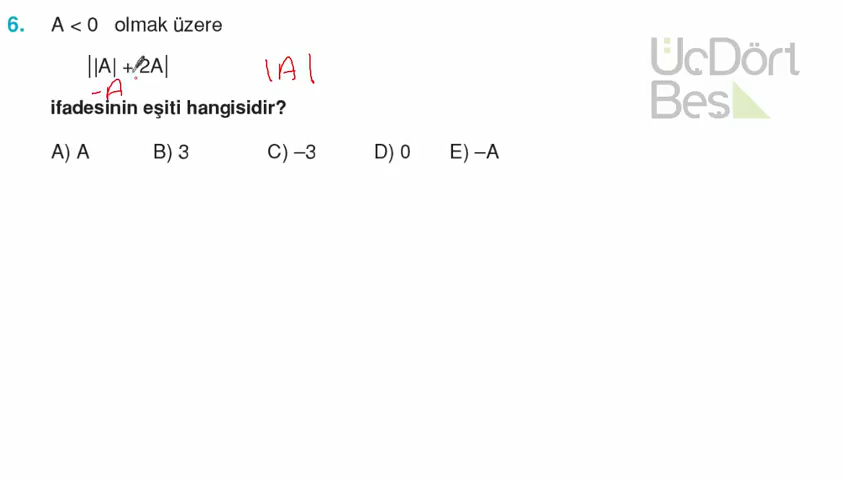 6. A < 0 olmak üzere
||A| + 2A| |A|
-A
ifadesinin eşiti hangisidir?
A) A B) 3 C) –3 D) 0 E) –A
ÜçDört
Beş